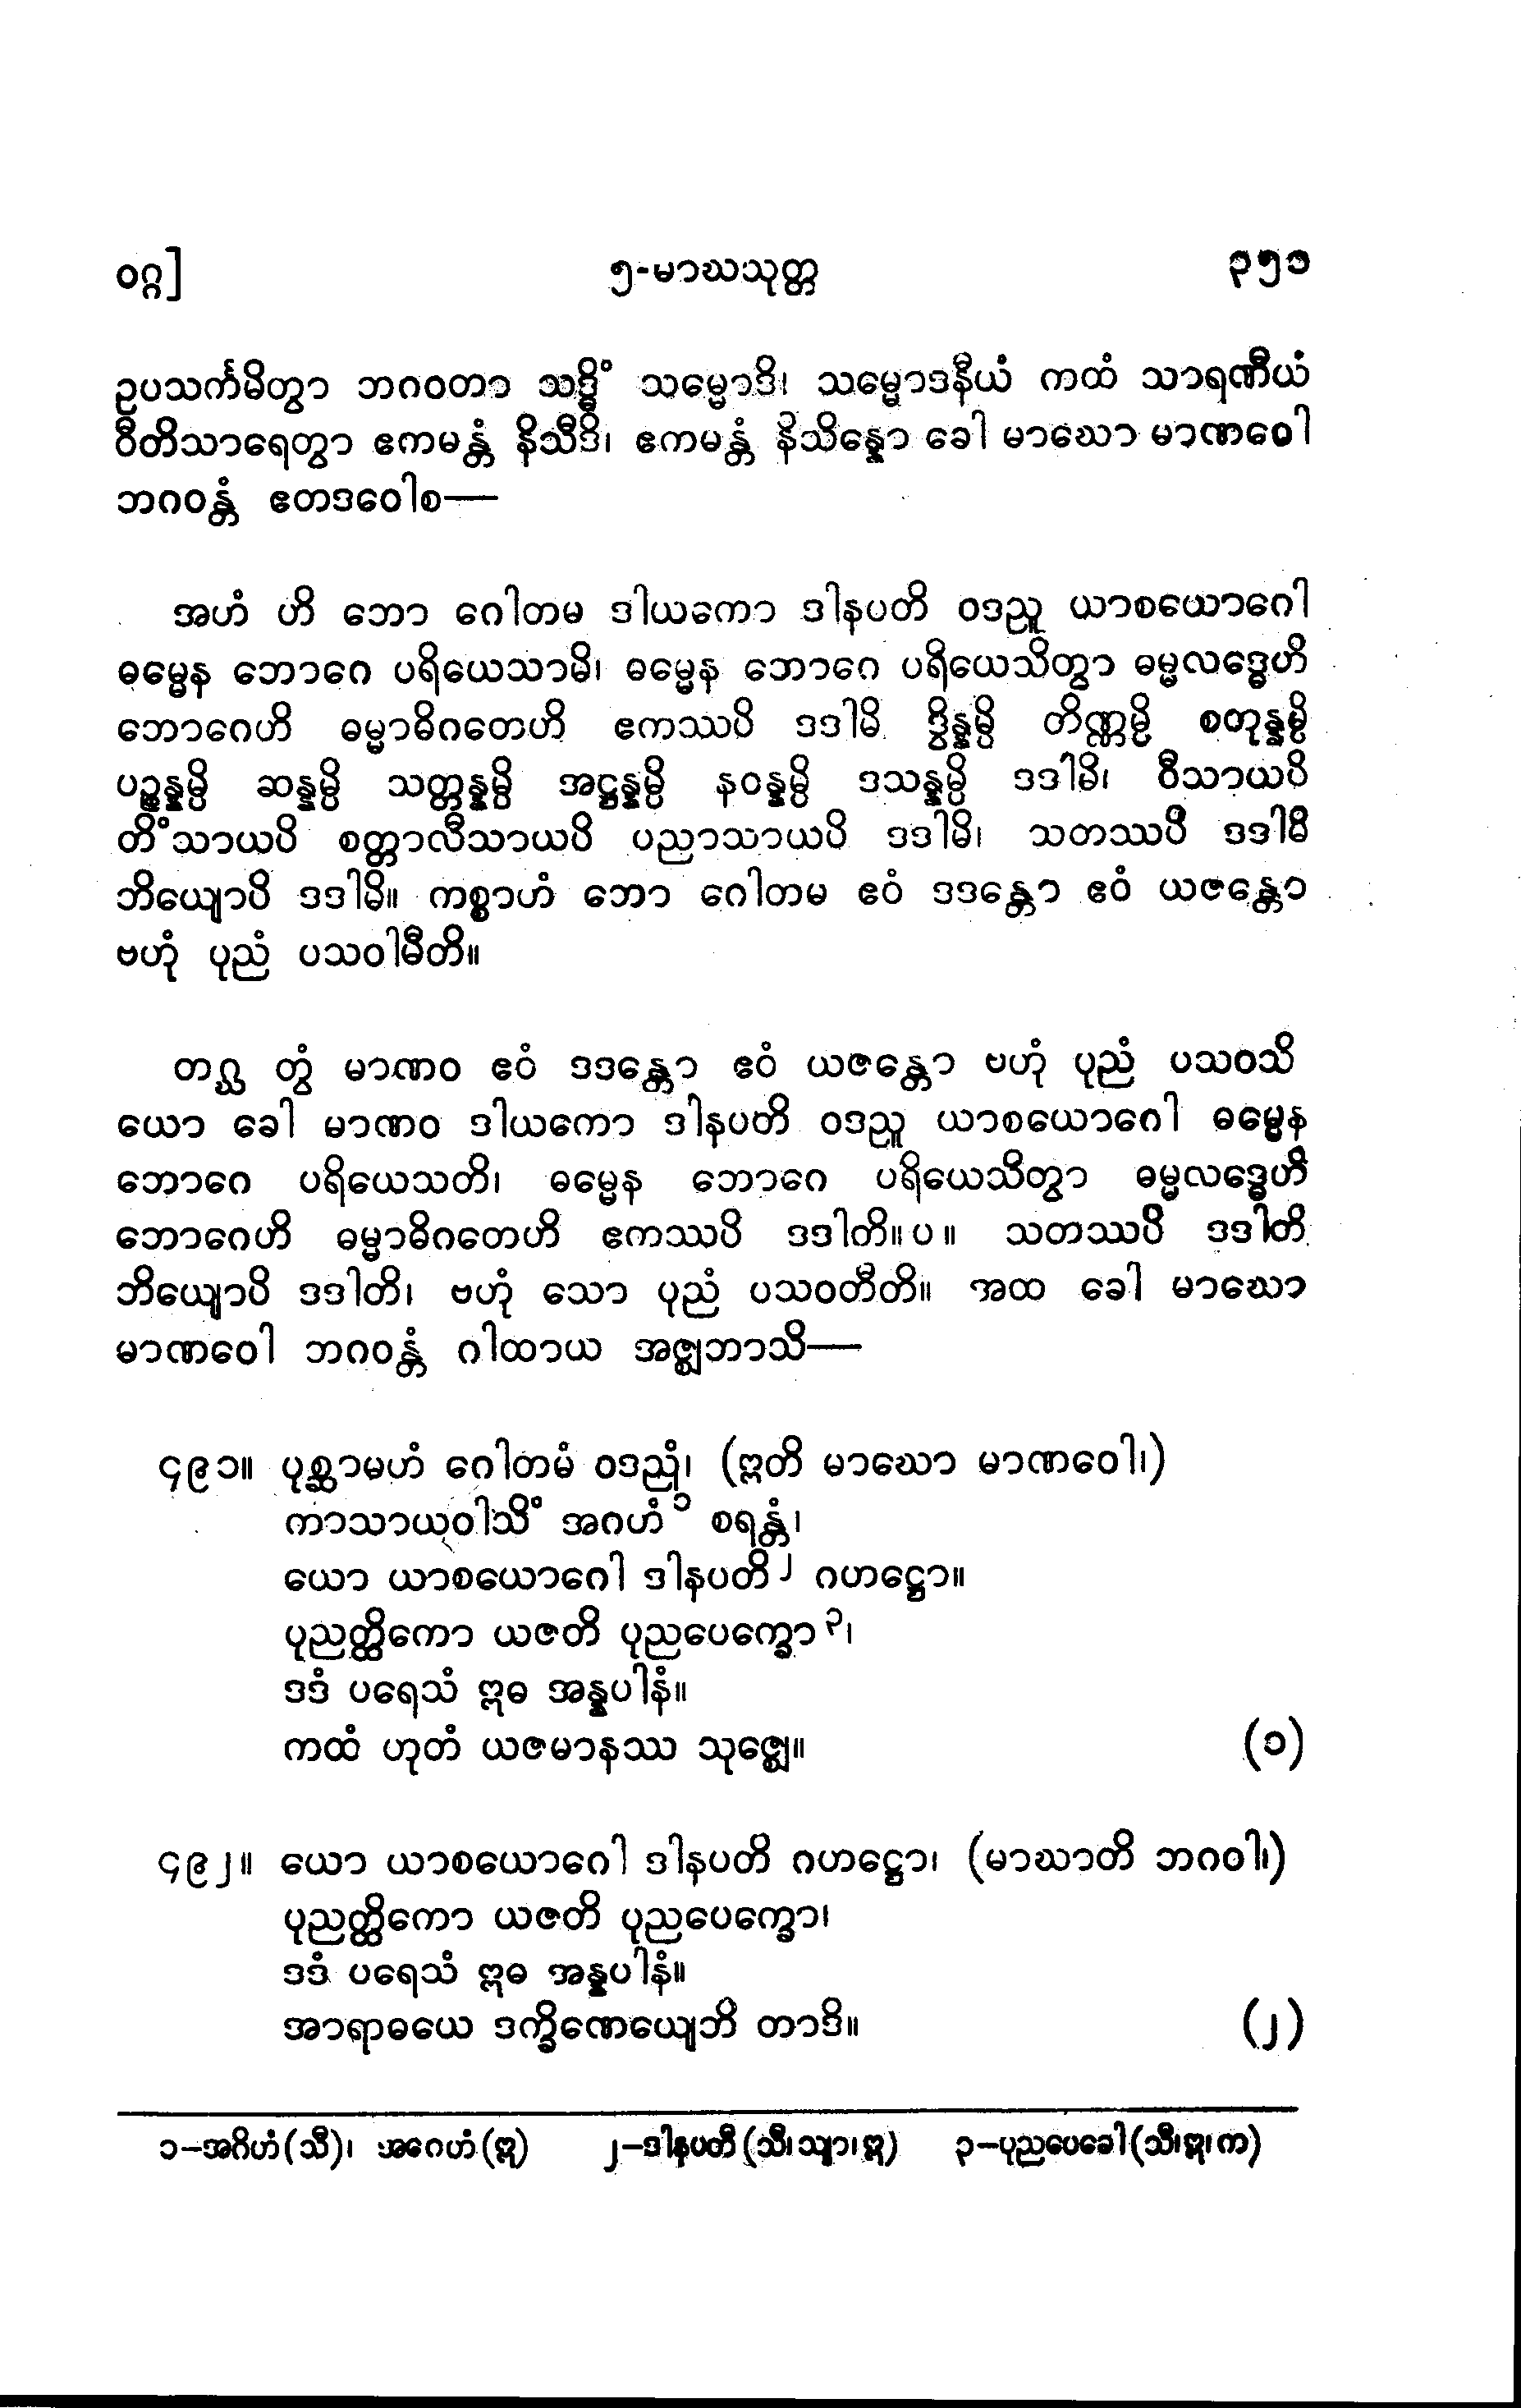 ဝဂ္ဂ] ၅-မာဃသုတ္တ ၃၅၁
ဥပသင်္ကမိတွာ ဘဂဝတာ သဒ္ဓိံ သမ္မောဒိ၊ သမ္မောဒနီယံ ကထံ သာရဏီယံ
ဝီတိသာရေတွာ ဧကမန္တံ နိသီဒိ၊ ဧကမန္တံ နိသိန္နော ခေါ မာဃော မာဏဝေါ
ဘဂဝန္တံ ဧတဒဝေါစ—
အဟံ ဟိ ဘော ဂေါတမ ဒါယကော ဒါနပတိ ဝဒညူ ယာစယောဂေါ
ဓမ္မေန ဘောဂေ ပရိယေသာမိ၊ ဓမ္မေန ဘောဂေ ပရိယေသိတွာ ဓမ္မလဒ္ဓေဟိ
ဘောဂေဟိ ဓမ္မာဓိဂတေဟိ ဧကဿပိ ဒဒါမိ ဒွိန္နမ္ပိ တိဏ္ဏမ္ပိ စတုန္နမ္ပိ
ပဉ္စန္နမ္ပိ ဆန္နမ္ပိ သတ္တန္နမ္ပိ အဋ္ဌန္နမ္ပိ နဝန္နမ္ပိ ဒသန္နမ္ပိ ဒဒါမိ၊ ဝီသာယပိ
တိံသာယပိ စတ္တာလီသာယပိ ပညာသာယပိ ဒဒါမိ၊ သတဿပိ ဒဒါမိ
ဘိယျောပိ ဒဒါမိ။ ကစ္စာဟံ ဘော ဂေါတမ ဧဝံ ဒဒန္တော ဧဝံ ယဇန္တော
ဗဟုံ ပုညံ ပသဝါမီတိ။
တဂ္ဃ တွံ မာဏဝ ဧဝံ ဒဒန္တော ဧဝံ ယဇန္တော ဗဟုံ ပုညံ ပသဝသိ
ယော ခေါ မာဏဝ ဒါယကော ဒါနပတိ ဝဒညူ ယာစယောဂေါ ဓမ္မေန
ဘောဂေ ပရိယေသတိ၊ ဓမ္မေန ဘောဂေ ပရိယေသိတွာ ဓမ္မလဒ္ဓေဟိ
ဘောဂေဟိ ဓမ္မာဓိဂတေဟိ ဧကဿပိ ဒဒါတိ။ပ။ သတဿပိ ဒဒါတိ
ဘိယျောပိ ဒဒါတိ၊ ဗဟုံ သော ပုညံ ပသဝတီတိ။ အထ ခေါ မာဃော
မာဏဝေါ ဘဂဝန္တံ ဂါထာယ အဇ္ဈဘာသိ—
၄၉၁။ ပုစ္ဆာမဟံ ဂေါတမံ ဝဒညုံ၊ (ဣတိ မာဃော မာဏဝေါ၊)
ကာသာယဝါသိံ အဂဟံ၁ စရန္တံ၊
ယော ယာစယောဂေါ ဒါနပတိ၂ ဂဟဋ္ဌော။
ပုညတ္ထိကော ယဇတိ ပုညပေက္ခော၃၊
ဒဒံ ပရေသံ ဣဓ အန္နပါနံ။
ကထံ ဟုတံ ယဇမာနဿ သုဇ္ဈေ။ (၁)
၄၉၂။ ယော ယာစယောဂေါ ဒါနပတိ ဂဟဋ္ဌော၊ (မာဃာတိ ဘဂဝါ၊)
ပုညတ္ထိကော ယဇတိ ပုညပေက္ခော၊
ဒဒံ ပရေသံ ဣဓ အန္နပါနံ။
အာရာဓယေ ဒက္ခိဏေယျေဘိ တာဒိ။ (၂)
၁–အဂိဟံ(သီ)၊ အဂေဟံ(ဣ) ၂–ဒါနပတီ(သီ၊သျာ၊ဣ) ၃–ပုညပေခေါ(သီ၊ဣ၊က)